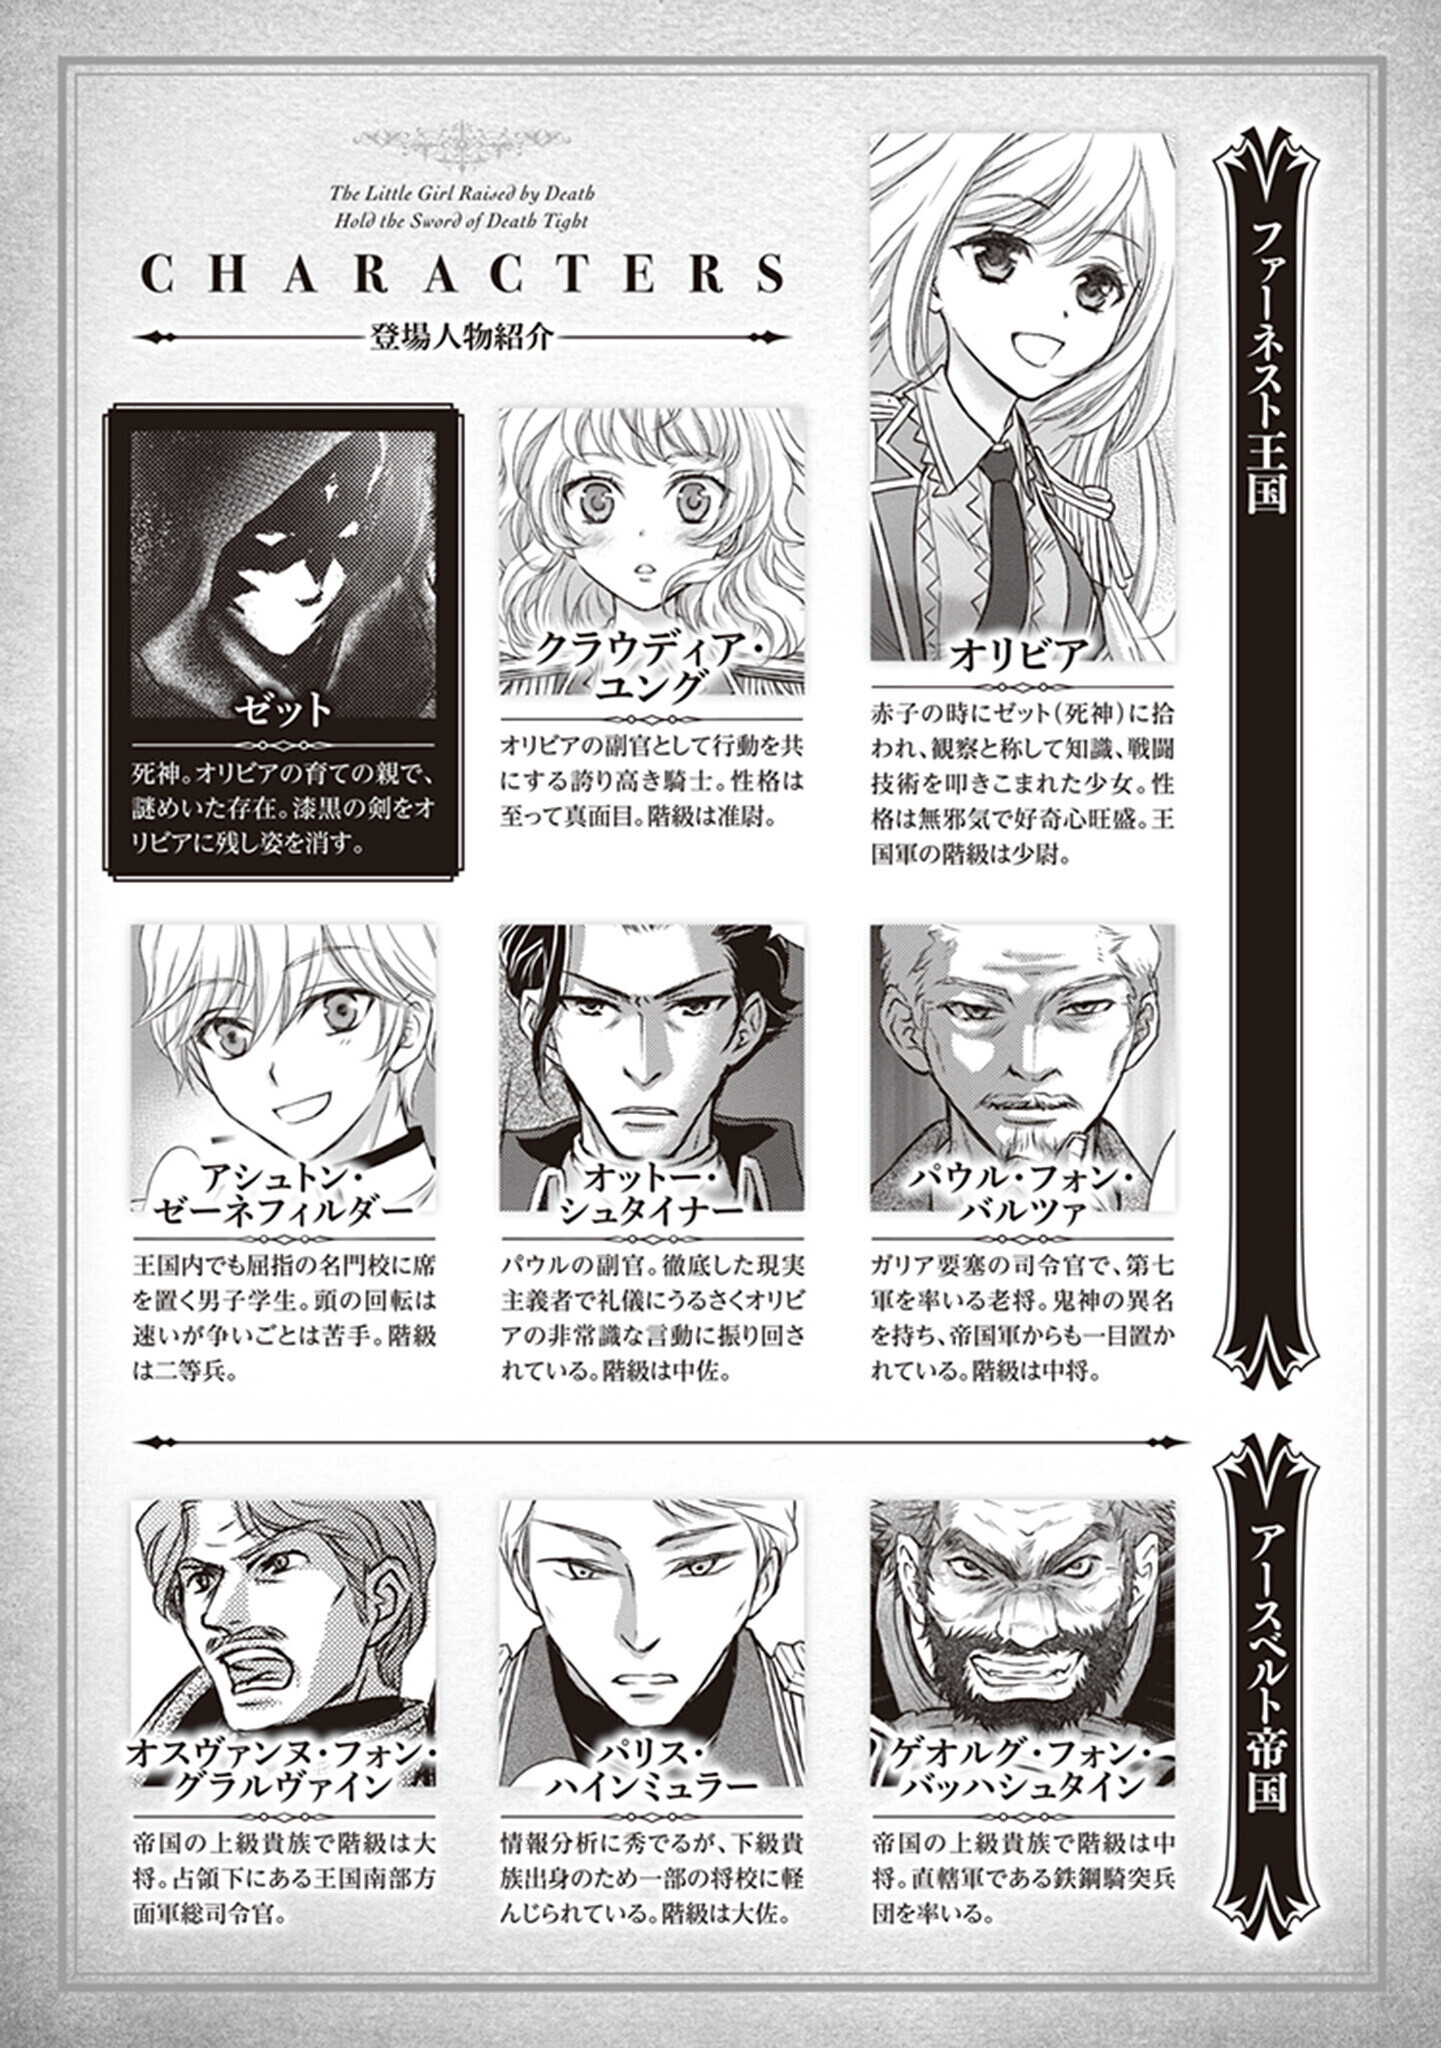 The Little Girl Raised by Death
Hold the Sword of Death Tight
CHARACTERS
登場人物紹介
ファーネスト王国
オリビア
赤子の時にゼット(死神)に拾
われ、観察と称して知識、戦闘
技術を叩きこまれた少女。性
格は無邪気で好奇心旺盛。王
国軍の階級は少尉。
クラウディア・
ユング
オリビアの副官として行動を共
にする誇り高き騎士。性格は
至って真面目。階級は准尉。
ゼット
死神。オリビアの育ての親で、
謎めいた存在。漆黒の剣をオ
リビアに残し姿を消す。
パウル・フォン・
バルツァ
ガリア要塞の司令官で、第七
軍を率いる老将。鬼神の異名
を持ち、帝国軍からも一目置か
れている。階級は中将。
オットー・
シュタイナー
パウルの副官。徹底した現実
主義者で礼儀にうるさくオリビ
アの非常識な言動に振り回さ
れている。階級は中佐。
アシュトン・
ゼーネフィルダー
王国内でも屈指の名門校に席
を置く男子学生。頭の回転は
速いが争いごとは苦手。階級
は二等兵。
アースベルト帝国
ゲオルグ・フォン・
バッハシュタイン
帝国の上級貴族で階級は中
将。直轄軍である鉄鋼騎突兵
団を率いる。
パリス・
ハインミュラー
情報分析に秀でるが、下級貴
族出身のため一部の将校に軽
んじられている。階級は大佐。
オスヴァンヌ・フォン・
グラルヴァイン
帝国の上級貴族で階級は大
将。占領下にある王国南部方
面軍総司令官。